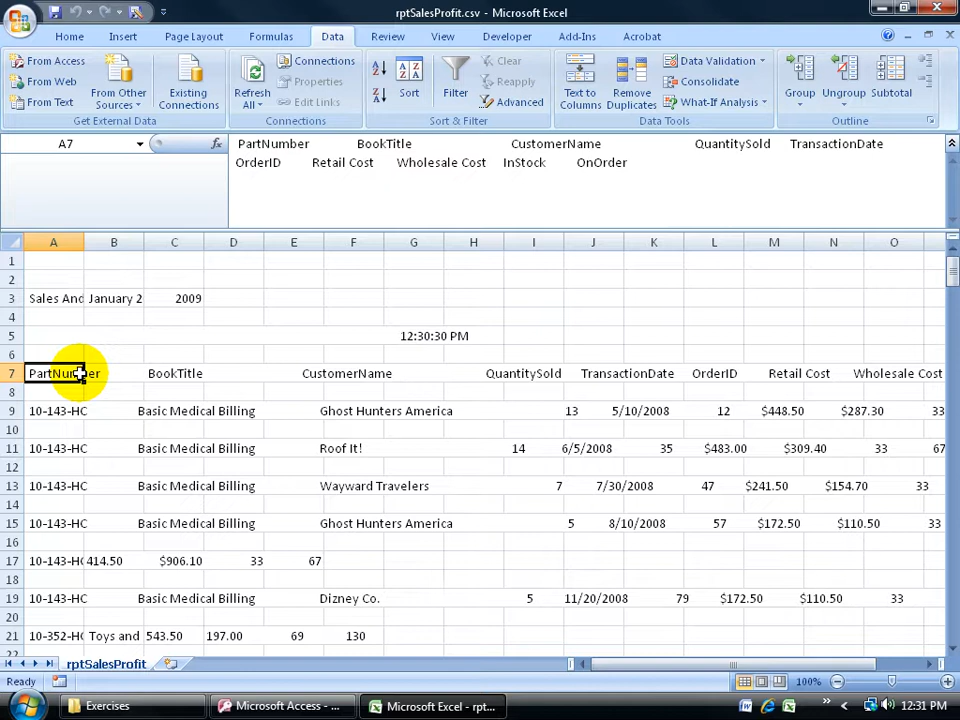 rptSalesProfit.csv - Microsoft Excel
Home Insert Page Layout Formulas Data Review View Developer Add-Ins Acrobat
From Access
From Web
From Text
From Other Sources
Existing Connections
Get External Data
Refresh All
Connections
Properties
Edit Links
Connections
Sort
Filter
Clear
Reapply
Advanced
Sort & Filter
Text to Columns
Remove Duplicates
Data Validation
Consolidate
What-If Analysis
Data Tools
Group
Ungroup
Subtotal
Outline
A7
fx
PartNumber BookTitle CustomerName QuantitySold TransactionDate
OrderID Retail Cost Wholesale Cost InStock OnOrder
A B C D E F G H I J K L M N O
1
2
3 Sales And January 2 2009
4
5 12:30:30 PM
6
7 PartNumber BookTitle CustomerName QuantitySold TransactionDate OrderID Retail Cost Wholesale Cost
8
9 10-143-HC Basic Medical Billing Ghost Hunters America 13 5/10/2008 12 $448.50 $287.30 33
10
11 10-143-HC Basic Medical Billing Roof It! 14 6/5/2008 35 $483.00 $309.40 33 67
12
13 10-143-HC Basic Medical Billing Wayward Travelers 7 7/30/2008 47 $241.50 $154.70 33
14
15 10-143-HC Basic Medical Billing Ghost Hunters America 5 8/10/2008 57 $172.50 $110.50 33
16
17 10-143-HC 414.50 $906.10 33 67
18
19 10-143-HC Basic Medical Billing Dizney Co. 5 11/20/2008 79 $172.50 $110.50 33
20
21 10-352-HC Toys and 543.50 197.00 69 130
22
rptSalesProfit
Ready 100%
Exercises Microsoft Access - ... Microsoft Excel - rpt... 12:31 PM